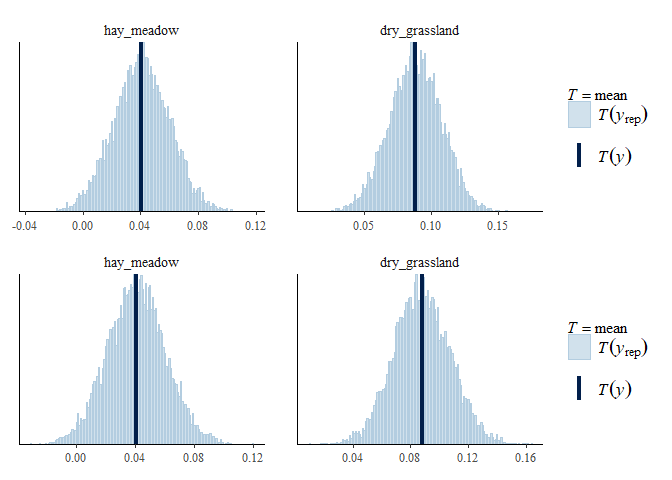 hay_meadow
dry_grassland
-0.04 0.00 0.04 0.08 0.12
0.05 0.10 0.15
T = mean
T(yrep)
T(y)
hay_meadow
dry_grassland
0.00 0.04 0.08 0.12
0.04 0.08 0.12 0.16
T = mean
T(yrep)
T(y)